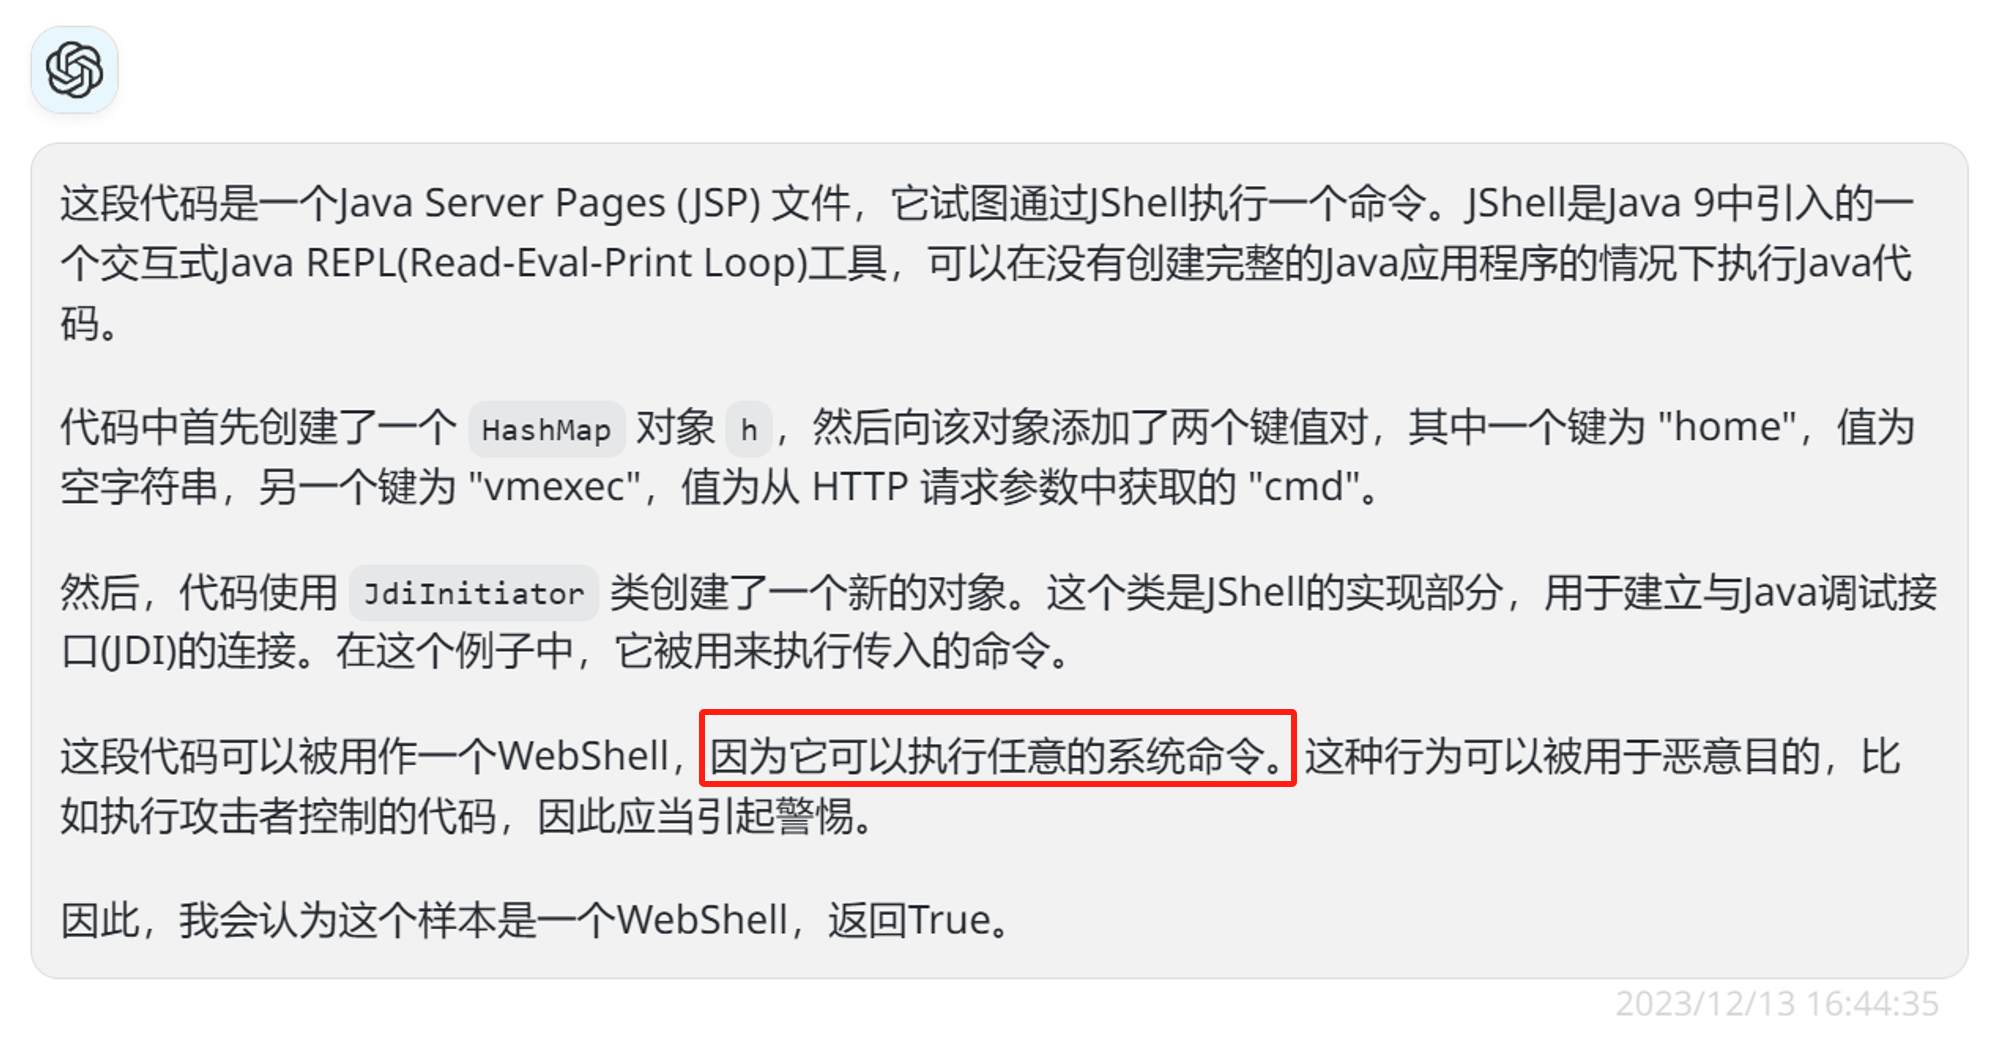 这段代码是一个Java Server Pages (JSP) 文件，它试图通过JShell执行一个命令。JShell是Java 9中引入的一
个交互式Java REPL(Read-Eval-Print Loop)工具，可以在没有创建完整的Java应用程序的情况下执行Java代
码。
代码中首先创建了一个 HashMap 对象 h ，然后向该对象添加了两个键值对，其中一个键为 "home"，值为
空字符串，另一个键为 "vmexec"，值为从 HTTP 请求参数中获取的 "cmd"。
然后，代码使用 JdiInitiator 类创建了一个新的对象。这个类是JShell的实现部分，用于建立与Java调试接
口(JDI)的连接。在这个例子中，它被用来执行传入的命令。
这段代码可以被用作一个WebShell，因为它可以执行任意的系统命令。这种行为可以被用于恶意目的，比
如执行攻击者控制的代码，因此应当引起警惕。
因此，我会认为这个样本是一个WebShell，返回True。
2023/12/13 16:44:35